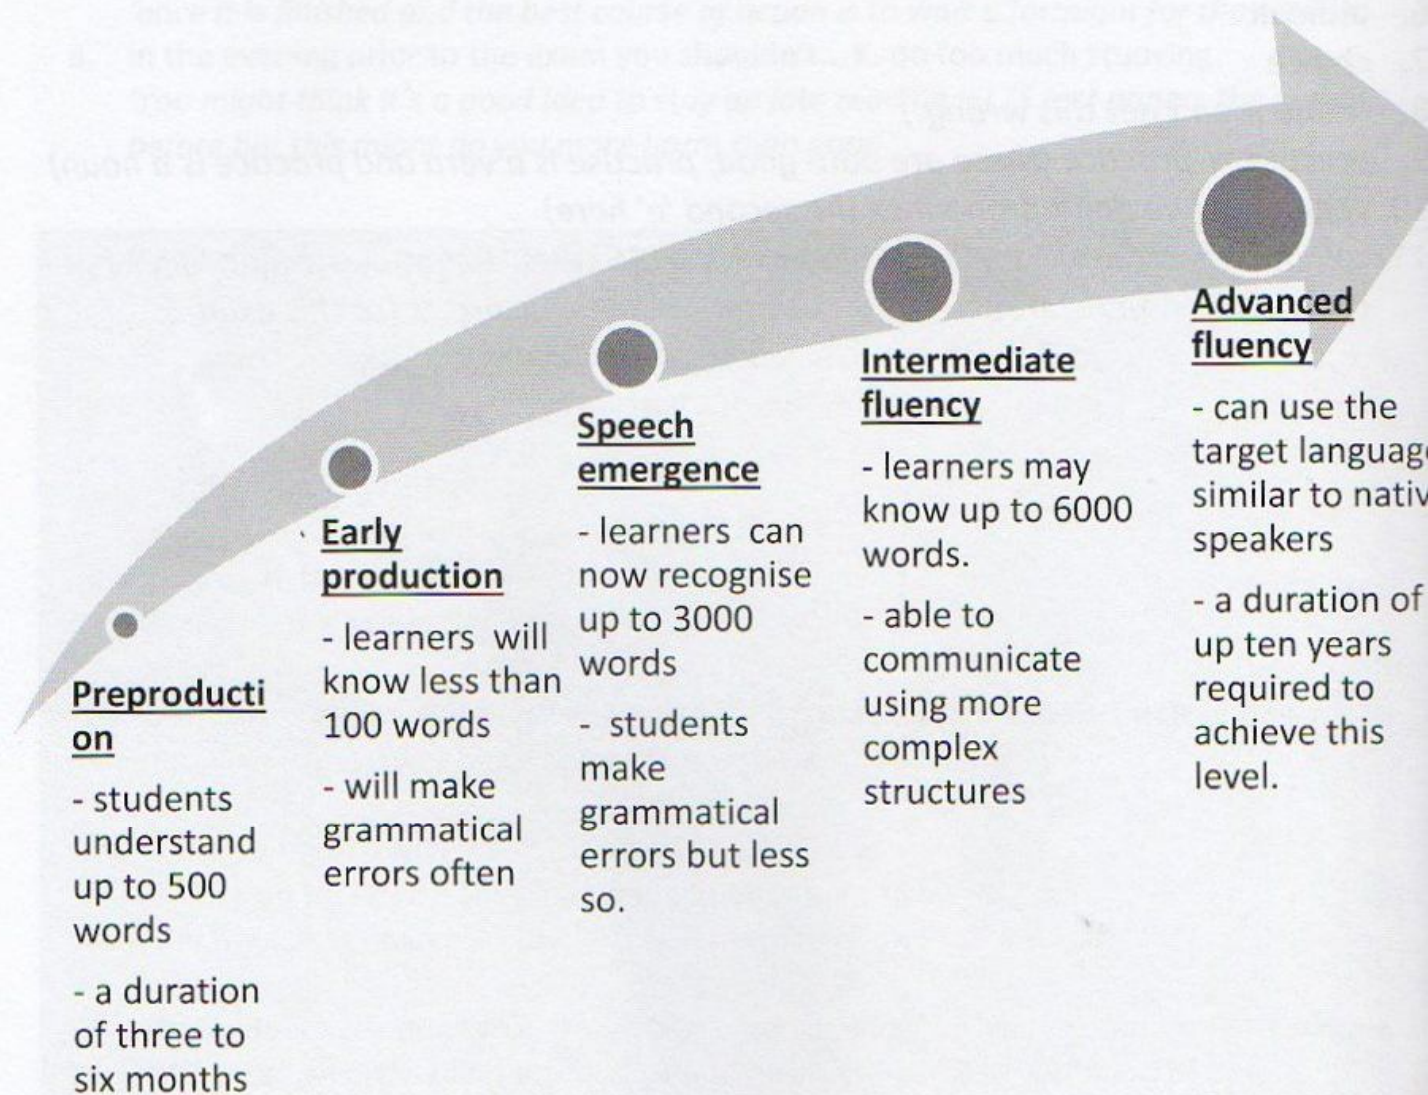 Preproducti
on
- students
understand
up to 500
words
- a duration
of three to
six months
Early
production
- learners will
know less than
100 words
- will make
grammatical
errors often
Speech
emergence
- learners can
now recognise
up to 3000
words
- students
make
grammatical
errors but less
so.
Intermediate
fluency
- learners may
know up to 6000
words.
- able to
communicate
using more
complex
structures
Advanced
fluency
- can use the
target language
similar to nativ
speakers
- a duration of
up ten years
required to
achieve this
level.